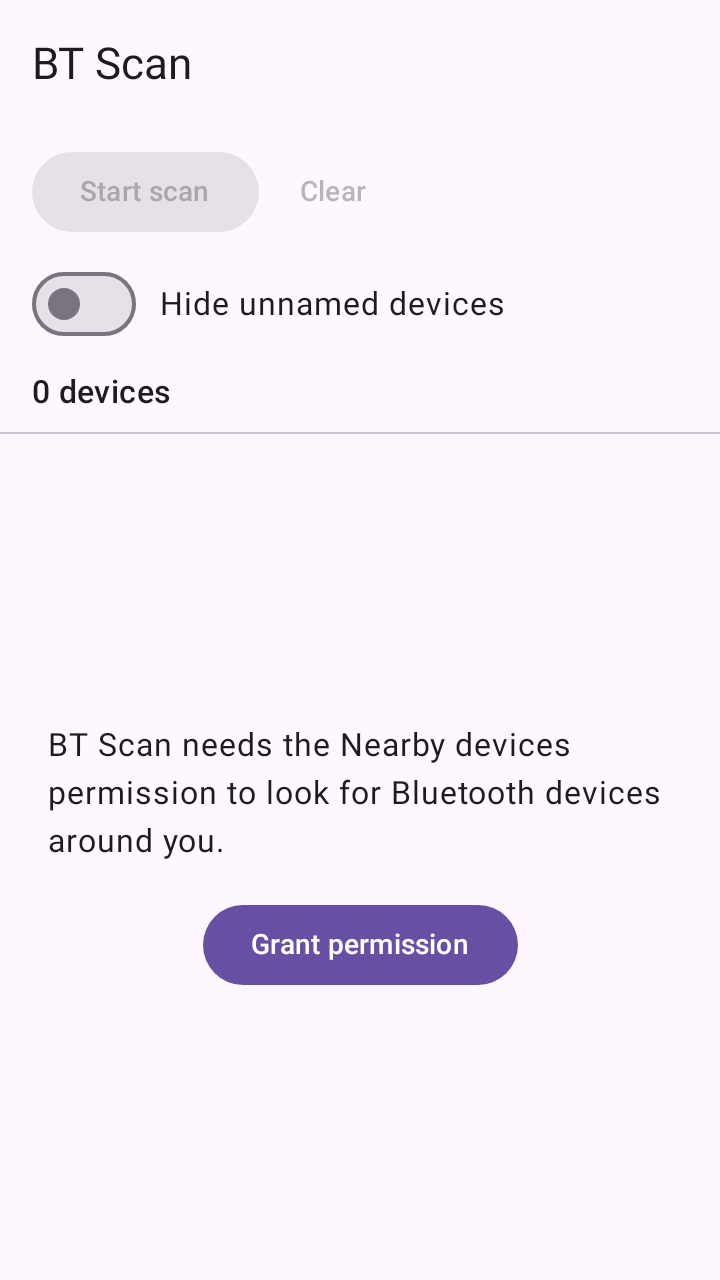 BT Scan
Start scan
Clear
Hide unnamed devices
0 devices
BT Scan needs the Nearby devices
permission to look for Bluetooth devices
around you.
Grant permission